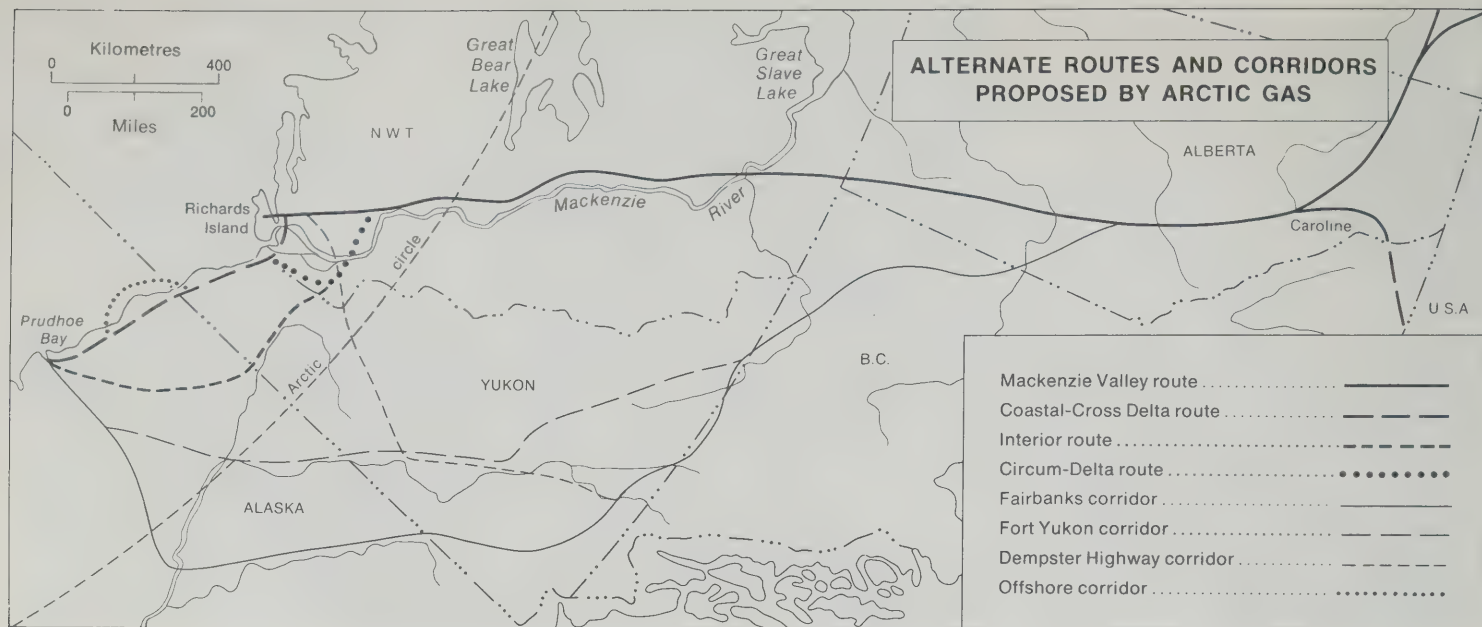 Kilometres
0 400
0 200
Miles
Great
Bear
Lake
Great
Slave
Lake
ALTERNATE ROUTES AND CORRIDORS
PROPOSED BY ARCTIC GAS
NWT
ALBERTA
Richards
Island
Mackenzie
River
Caroline
circle
Prudhoe
Bay
U S.A
Arctic
YUKON
B.C.
ALASKA
Mackenzie Valley route
Coastal-Cross Delta route
Interior route
Circum-Delta route
Fairbanks corridor
Fort Yukon corridor
Dempster Highway corridor
Offshore corridor